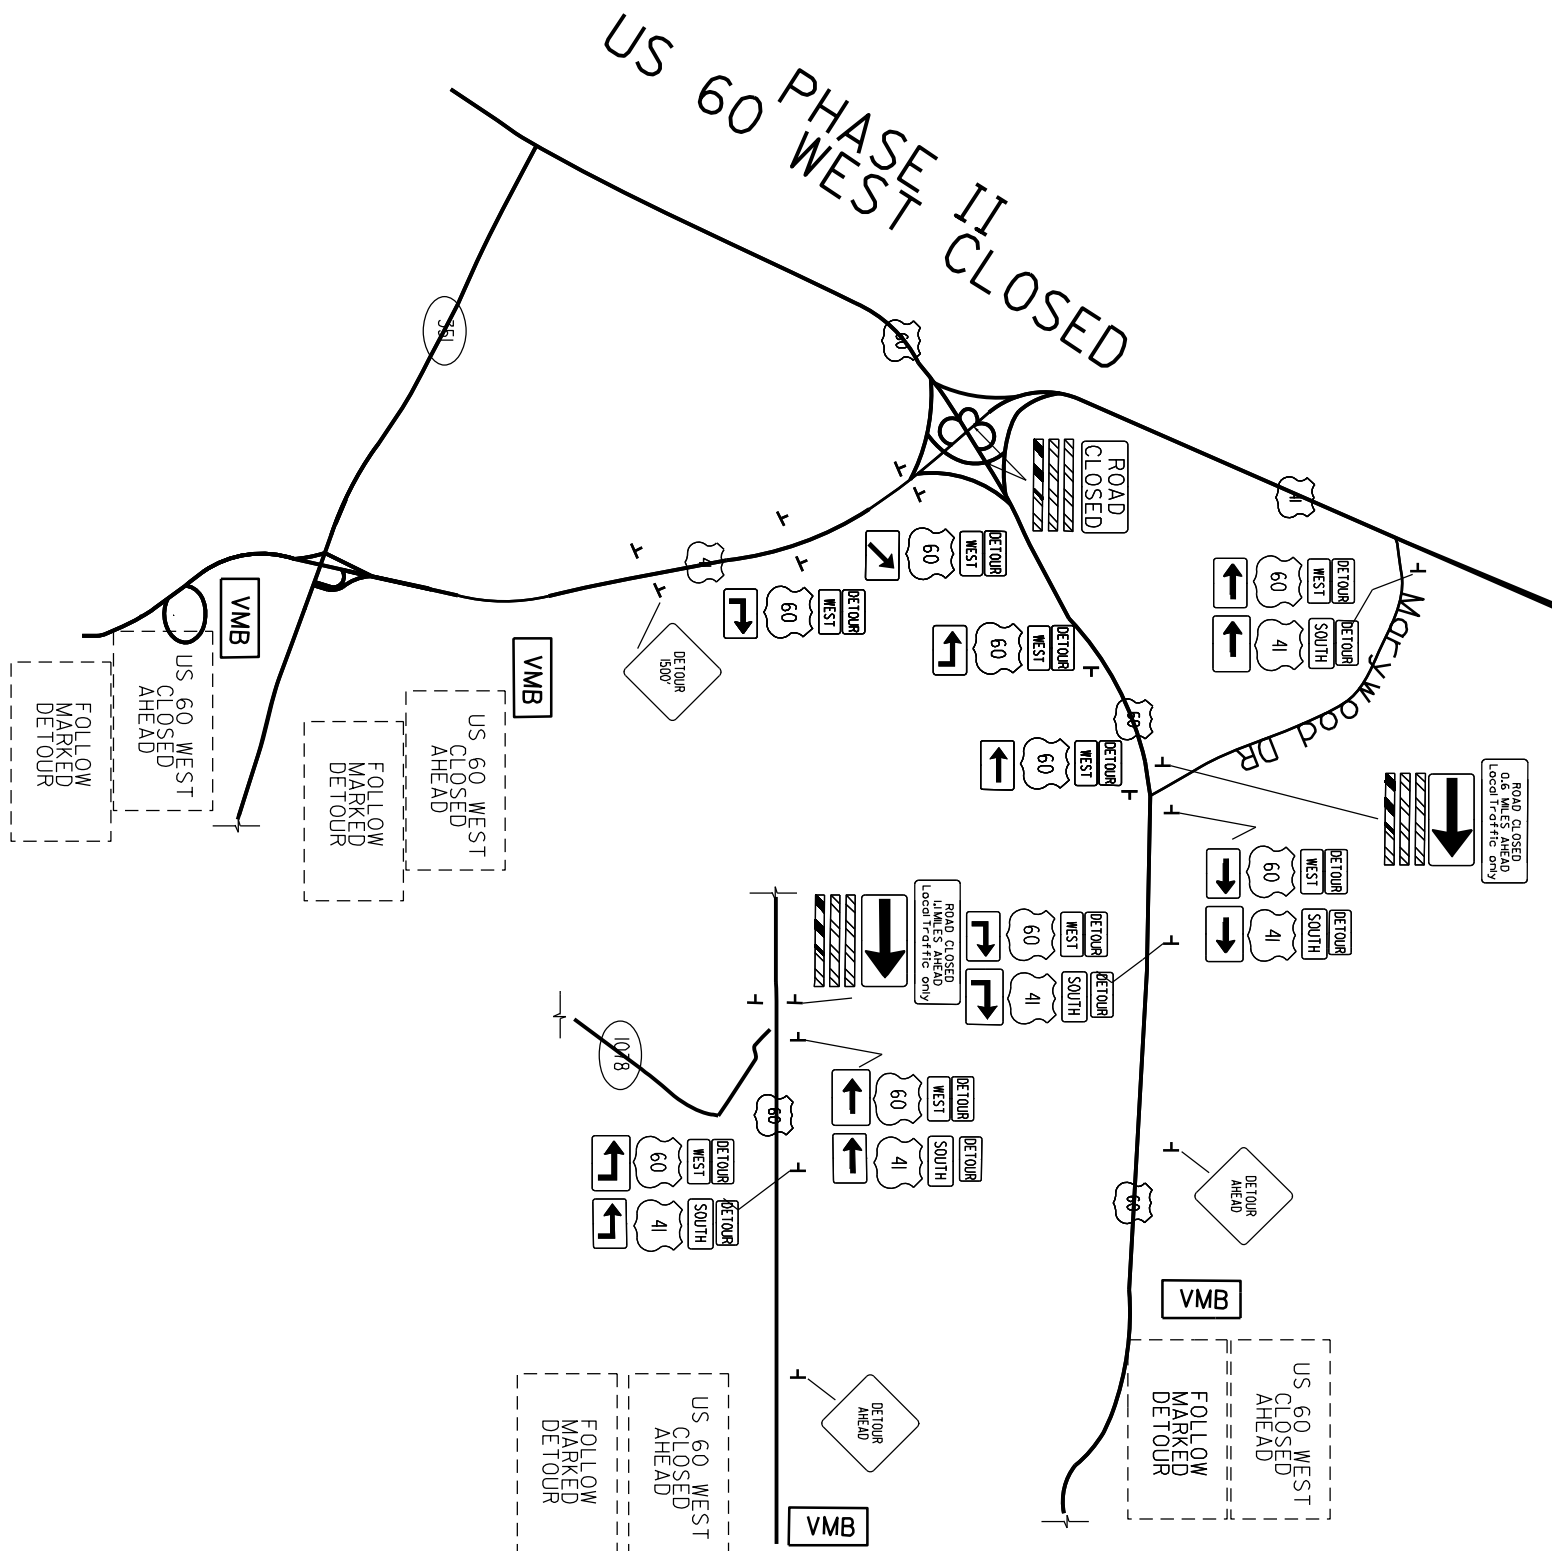 PHASE II
US 60 WEST CLOSED
351
60
ROAD
CLOSED
41
DETOUR
WEST
60
DETOUR
SOUTH
41
Marywood DR
DETOUR
WEST
60
41
DETOUR
WEST
60
DETOUR
1500'
DETOUR
WEST
60
60
DETOUR
WEST
60
VMB
US 60 WEST
CLOSED
AHEAD
FOLLOW
MARKED
DETOUR
VMB
US 60 WEST
CLOSED
AHEAD
FOLLOW
MARKED
DETOUR
ROAD CLOSED
0.6 MILES AHEAD
Local Traffic only
DETOUR
WEST
60
DETOUR
SOUTH
41
DETOUR
WEST
60
DETOUR
SOUTH
41
ROAD CLOSED
1.1 MILES AHEAD
Local Traffic only
1078
60
DETOUR
WEST
60
DETOUR
SOUTH
41
DETOUR
WEST
60
DETOUR
SOUTH
41
DETOUR
AHEAD
60
VMB
US 60 WEST
CLOSED
AHEAD
FOLLOW
MARKED
DETOUR
DETOUR
AHEAD
VMB
US 60 WEST
CLOSED
AHEAD
FOLLOW
MARKED
DETOUR